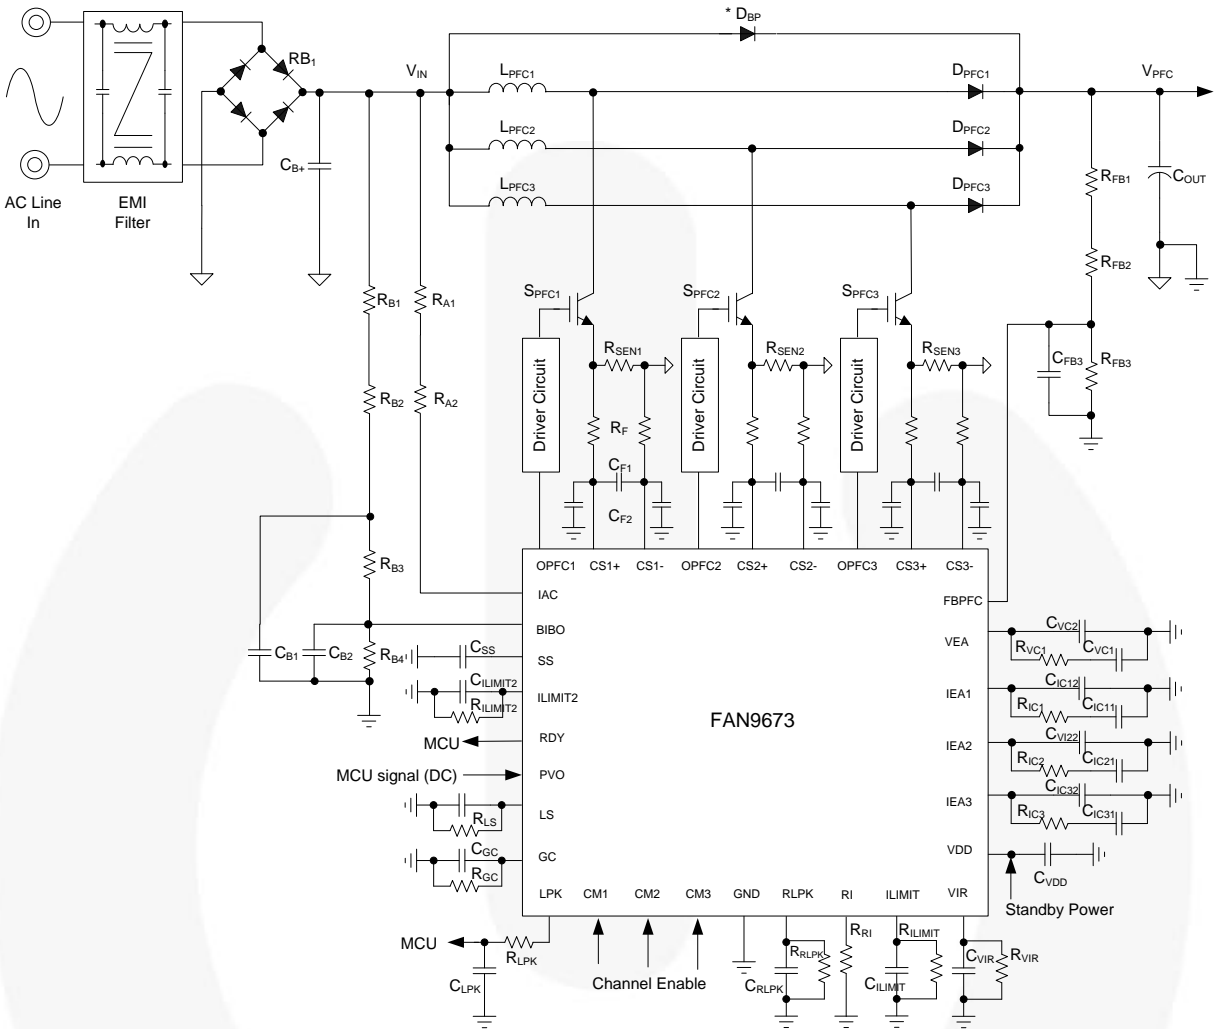 * DBP
RB1
VIN
LPFC1
DPFC1
VPFC
LPFC2
DPFC2
CB+
LPFC3
DPFC3
RFB1
COUT
AC Line
In
EMI
Filter
RFB2
RB1
RA1
SPFC1
SPFC2
SPFC3
Driver Circuit
RSEN1
Driver Circuit
RSEN2
Driver Circuit
RSEN3
CFB3
RFB3
RB2
RA2
RF
CF1
CF2
RB3
OPFC1
CS1+
CS1-
OPFC2
CS2+
CS2-
OPFC3
CS3+
CS3-
IAC
FBPFC
BIBO
VEA
CVC2
RVC1
CVC1
CB1
CB2
RB4
CSS
SS
CILIMIT2
RILIMIT2
ILIMIT2
IEA1
CIC12
RIC1
CIC11
FAN9673
MCU
RDY
IEA2
CVI22
RIC2
CIC21
MCU signal (DC)
PVO
IEA3
CIC32
RIC3
CIC31
RLS
LS
CGC
RGC
GC
VDD
CVDD
LPK
CM1
CM2
CM3
GND
RLPK
RI
ILIMIT
VIR
Standby Power
MCU
RLPK
CLPK
Channel Enable
RRLPK
CRLPK
RRI
RILIMIT
CILIMIT
CVIR
RVIR